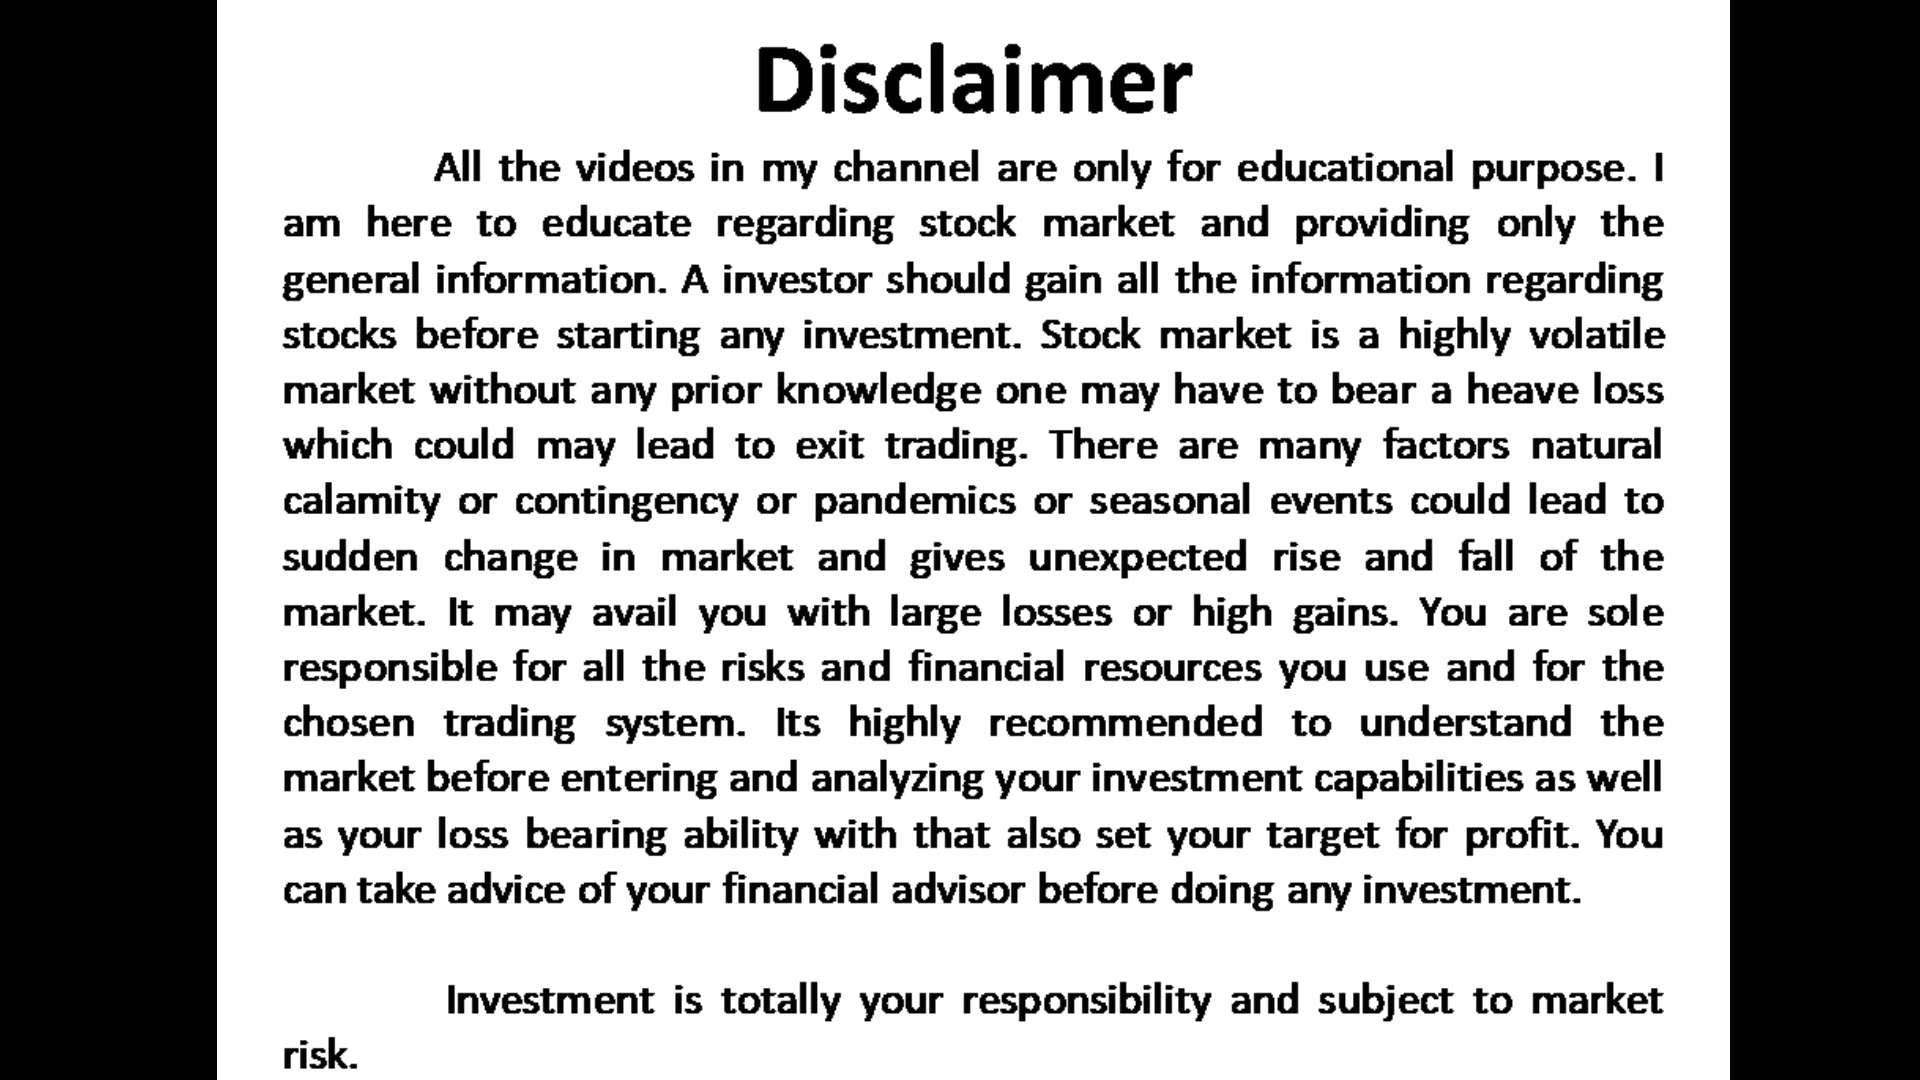 Disclaimer
All the videos in my channel are only for educational purpose. I
am here to educate regarding stock market and providing only the
general information. A investor should gain all the information regarding
stocks before starting any investment. Stock market is a highly volatile
market without any prior knowledge one may have to bear a heave loss
which could may lead to exit trading. There are many factors natural
calamity or contingency or pandemics or seasonal events could lead to
sudden change in market and gives unexpected rise and fall of the
market. It may avail you with large losses or high gains. You are sole
responsible for all the risks and financial resources you use and for the
chosen trading system. Its highly recommended to understand the
market before entering and analyzing your investment capabilities as well
as your loss bearing ability with that also set your target for profit. You
can take advice of your financial advisor before doing any investment.
Investment is totally your responsibility and subject to market
risk.